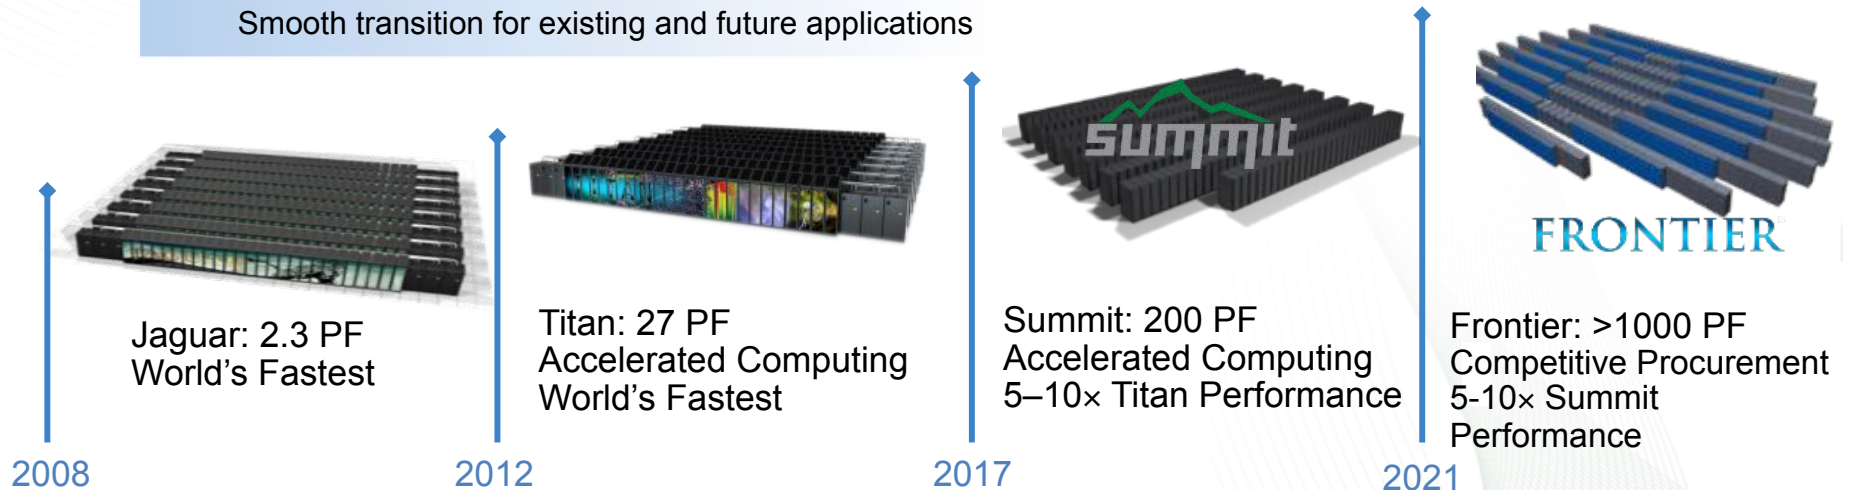 Smooth transition for existing and future applications
summit
FRONTIER
Jaguar: 2.3 PF
World's Fastest
Titan: 27 PF
Accelerated Computing
World's Fastest
Summit: 200 PF
Accelerated Computing
5–10× Titan Performance
Frontier: >1000 PF
Competitive Procurement
5-10× Summit
Performance
2008
2012
2017
2021